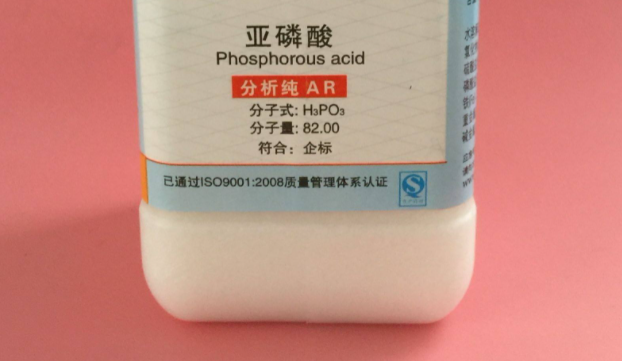 亚磷酸
Phosphorous acid
分析纯 AR
分子式: H₃PO₃
分子量: 82.00
符合: 企标
已通过ISO9001:2008质量管理体系认证